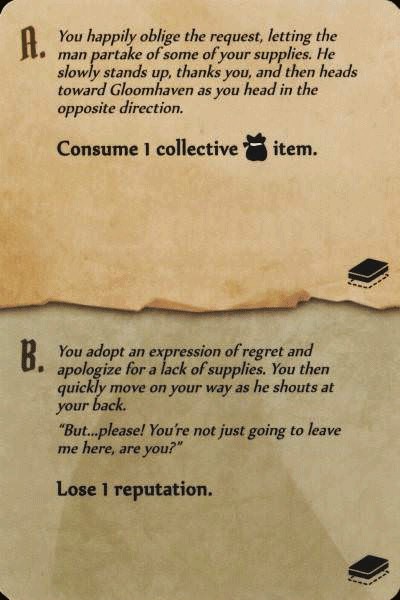 A. You happily oblige the request, letting the
man partake of some of your supplies. He
slowly stands up, thanks you, and then heads
toward Gloomhaven as you head in the
opposite direction.
Consume 1 collective item.
B. You adopt an expression of regret and
apologize for a lack of supplies. You then
quickly move on your way as he shouts at
your back.
“But...please! You’re not just going to leave
me here, are you?”
Lose 1 reputation.